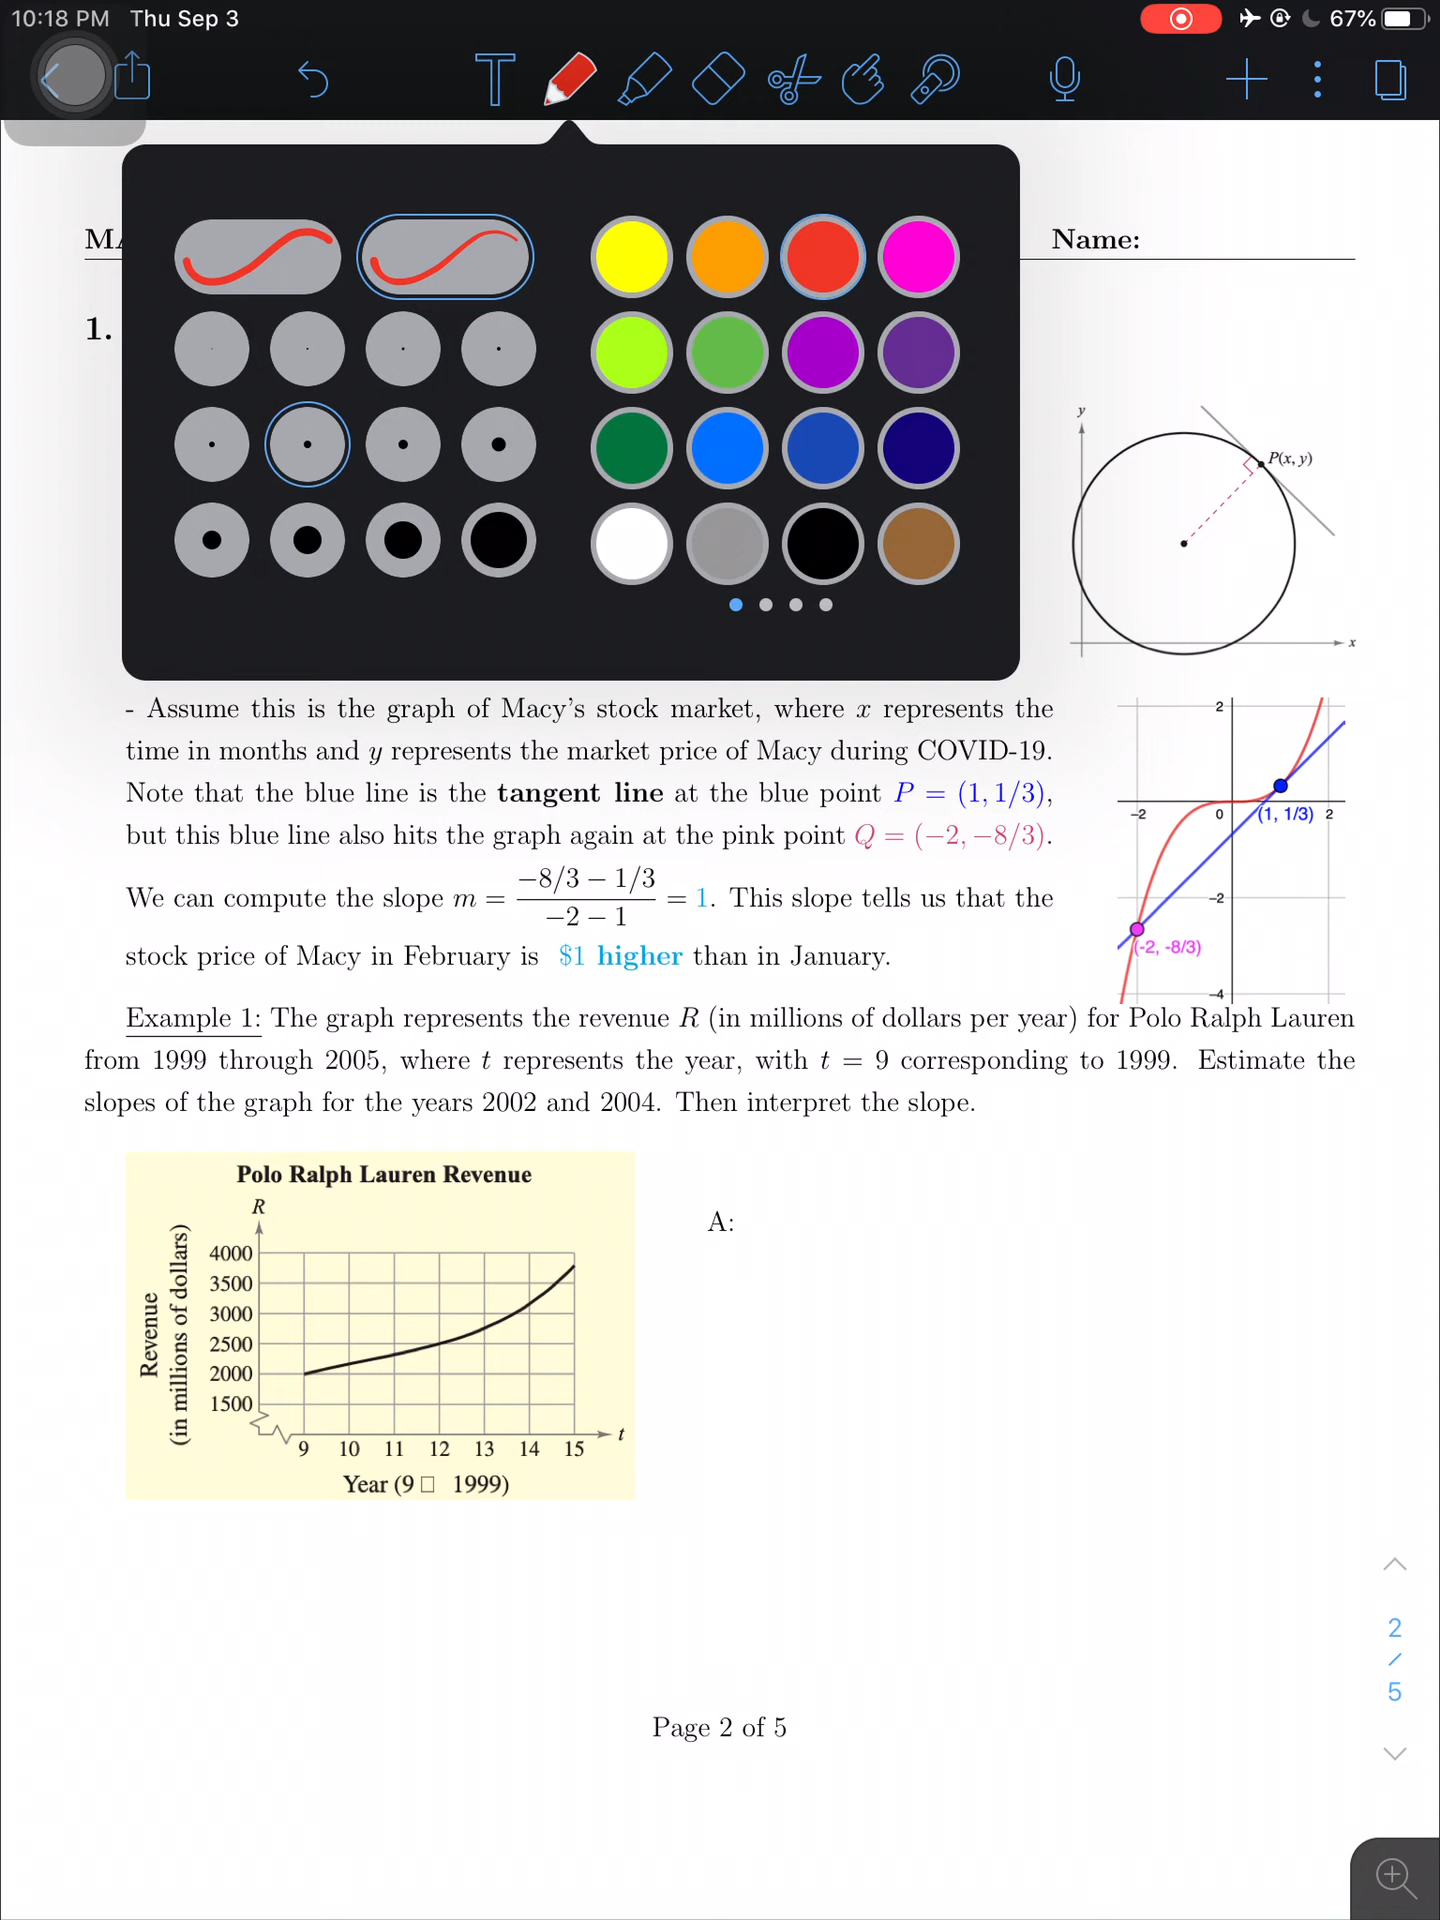 10:18 PM Thu Sep 3
67%
T
MA
Name:
1.
y
P(x, y)
x
- Assume this is the graph of Macy's stock market, where x represents the
time in months and y represents the market price of Macy during COVID-19.
Note that the blue line is the tangent line at the blue point P = (1, 1/3),
but this blue line also hits the graph again at the pink point Q = (−2, −8/3).
We can compute the slope m = −8/3 − 1/3 / −2 − 1 = 1. This slope tells us that the
stock price of Macy in February is $1 higher than in January.
2
−2 0 (1, 1/3) 2
−2
(-2, -8/3)
−4
Example 1: The graph represents the revenue R (in millions of dollars per year) for Polo Ralph Lauren
from 1999 through 2005, where t represents the year, with t = 9 corresponding to 1999. Estimate the
slopes of the graph for the years 2002 and 2004. Then interpret the slope.
Polo Ralph Lauren Revenue
R
Revenue
(in millions of dollars)
4000
3500
3000
2500
2000
1500
9 10 11 12 13 14 15 t
Year (9 □ 1999)
A:
2
/
5
Page 2 of 5